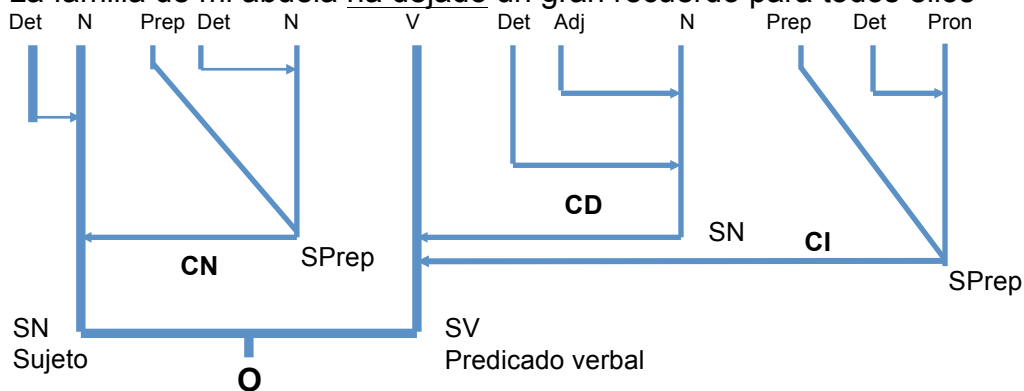 La familia de mi abuela ha dejado un gran recuerdo para todos ellos
Det N Prep Det N V Det Adj N Prep Det Pron
CD
SN
CI
CN
SPrep
SPrep
SN
SV
Sujeto
Predicado verbal
O